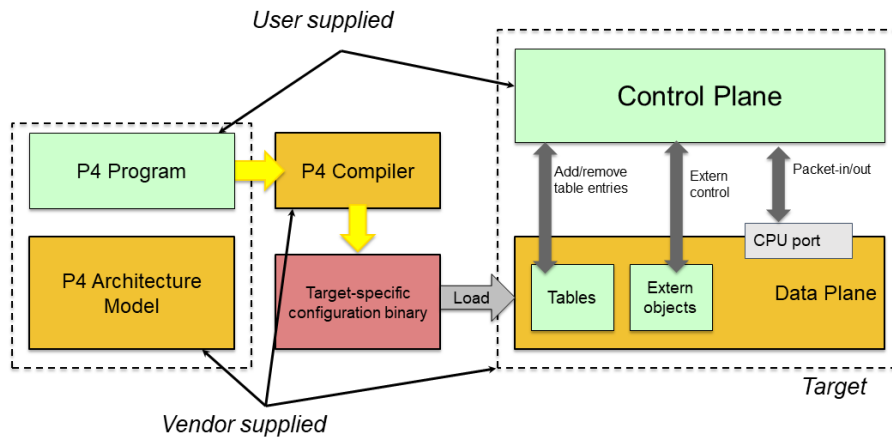 User supplied
Control Plane
P4 Program
P4 Compiler
Add/remove
table entries
Extern
control
Packet-in/out
CPU port
P4 Architecture
Model
Target-specific
configuration binary
Load
Tables
Extern
objects
Data Plane
Target
Vendor supplied